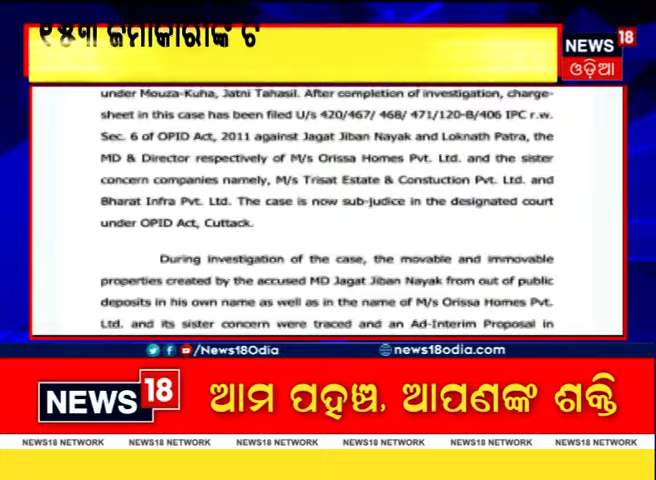 ୧୫୩ ଜମାକାରୀଙ୍କ ଟ
NEWS 18
ଓଡ଼ିଆ
under Mouza-Kuha, Jatni Tahasil. After completion of investigation, charge-
sheet in this case has been filed U/s 420/467/ 468/ 471/120-B/406 IPC r.w.
Sec. 6 of OPID Act, 2011 against Jagat Jiban Nayak and Loknath Patra, the
MD & Director respectively of M/s Orissa Homes Pvt. Ltd. and the sister
concern companies namely, M/s Trisat Estate & Constuction Pvt. Ltd. and
Bharat Infra Pvt. Ltd. The case is now sub-judice in the designated court
under OPID Act, Cuttack.
During investigation of the case, the movable and immovable
properties created by the accused MD Jagat Jiban Nayak from out of public
deposits in his own name as well as in the name of M/s Orissa Homes Pvt.
Ltd. and its sister concern were traced and an Ad-Interim Proposal in
/News18Odia news18odia.com
NEWS 18 ଆମ ପହଞ୍ଚ, ଆପଣଙ୍କ ଶକ୍ତି
NEWS18 NETWORK NEWS18 NETWORK NEWS18 NETWORK NEWS18 NETWORK NEWS18 NETWORK NEWS18 NETWORK